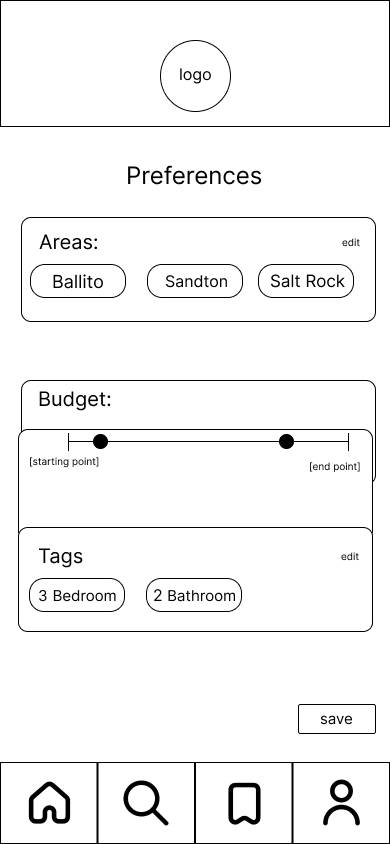 logo
Preferences
Areas:
edit
Ballito
Sandton
Salt Rock
Budget:
[starting point]
[end point]
Tags
edit
3 Bedroom
2 Bathroom
save